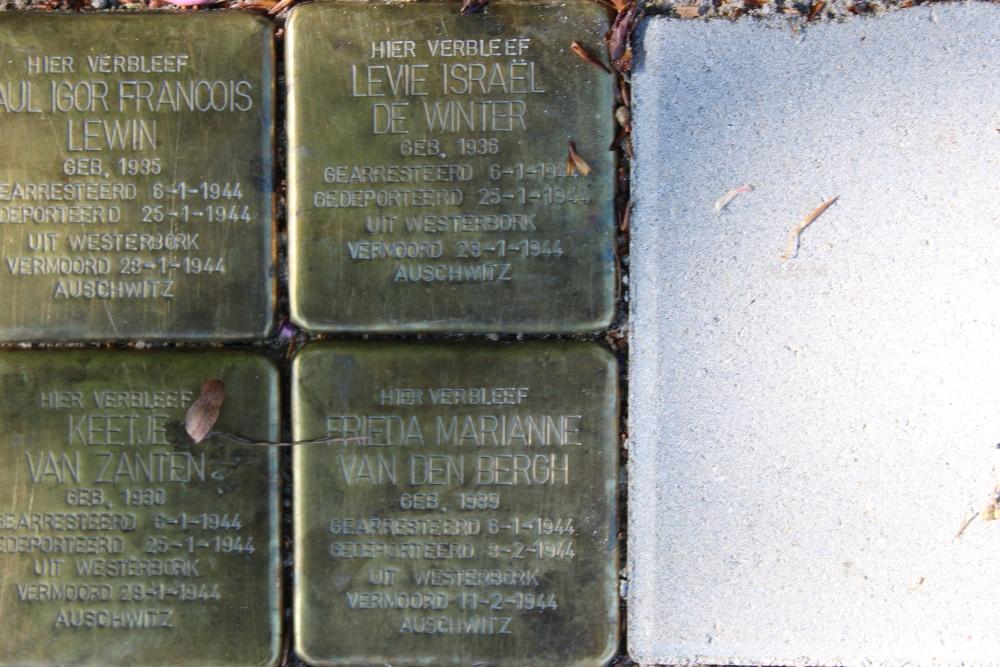 HIER VERBLEEF
AUL IGOR FRANCOIS
LEWIN
GEB. 1935
EARRESTEERD 6-1-1944
DEPORTEERD 25-1-1944
UIT WESTERBORK
VERMOORD 28-1-1944
AUSCHWITZ
HIER VERBLEEF
LEVIE ISRAËL
DE WINTER
GEB. 1936
GEARRESTEERD 6-1-1944
GEDEPORTEERD 25-1-1944
UIT WESTERBORK
VERMOORD 28-1-1944
AUSCHWITZ
HIER VERBLEEF
KEETJE
VAN ZANTEN
GEB. 1930
GEARRESTEERD 6-1-1944
EDEPORTEERD 25-1-1944
UIT WESTERBORK
VERMOORD 28-1-1944
AUSCHWITZ
HIER VERBLEEF
FRIEDA MARIANNE
VAN DEN BERGH
GEB. 1939
GEARRESTEERD 6-1-1944
GEDEPORTEERD 8-2-1944
UIT WESTERBORK
VERMOORD 11-2-1944
AUSCHWITZ